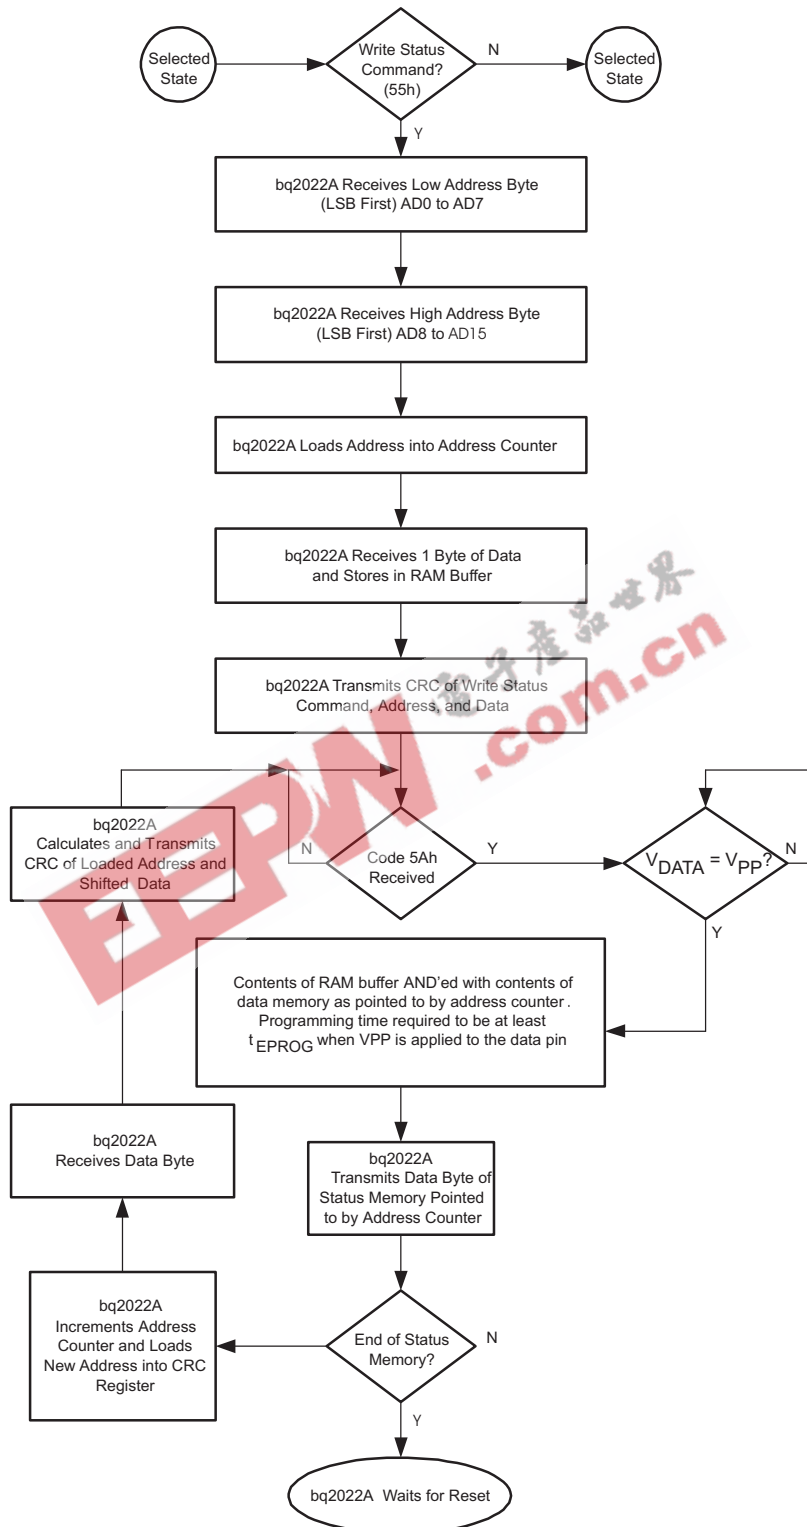 Selected
State
Write Status
Command?
(55h)
N
Selected
State
Y
bq2022A Receives Low Address Byte
(LSB First) AD0 to AD7
bq2022A Receives High Address Byte
(LSB First) AD8 to AD15
bq2022A Loads Address into Address Counter
bq2022A Receives 1 Byte of Data
and Stores in RAM Buffer
bq2022A Transmits CRC of Write Status
Command, Address, and Data
電子產品世界
EEPW
.com.cn
bq2022A
Calculates and Transmits
CRC of Loaded Address and
Shifted Data
N
Code 5Ah
Received
Y
VDATA = VPP?
N
Y
Contents of RAM buffer AND'ed with contents of
data memory as pointed to by address counter.
Programming time required to be at least
tEPROG when VPP is applied to the data pin
bq2022A
Receives Data Byte
bq2022A
Transmits Data Byte of
Status Memory Pointed
to by Address Counter
bq2022A
Increments Address
Counter and Loads
New Address into CRC
Register
End of Status
Memory?
N
Y
bq2022A Waits for Reset